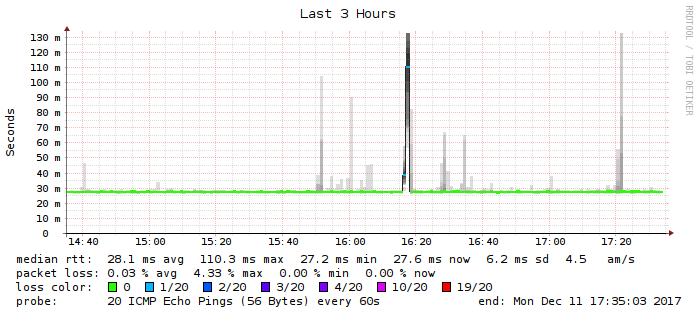 Last 3 Hours
RRDTOOL / TOBI OETIKER
Seconds
130 m
120 m
110 m
100 m
90 m
80 m
70 m
60 m
50 m
40 m
30 m
20 m
10 m
0
14:40 15:00 15:20 15:40 16:00 16:20 16:40 17:00 17:20
median rtt: 28.1 ms avg 110.3 ms max 27.2 ms min 27.6 ms now 6.2 ms sd 4.5 am/s
packet loss: 0.03 % avg 4.33 % max 0.00 % min 0.00 % now
loss color: 0 1/20 2/20 3/20 4/20 10/20 19/20
probe: 20 ICMP Echo Pings (56 Bytes) every 60s end: Mon Dec 11 17:35:03 2017